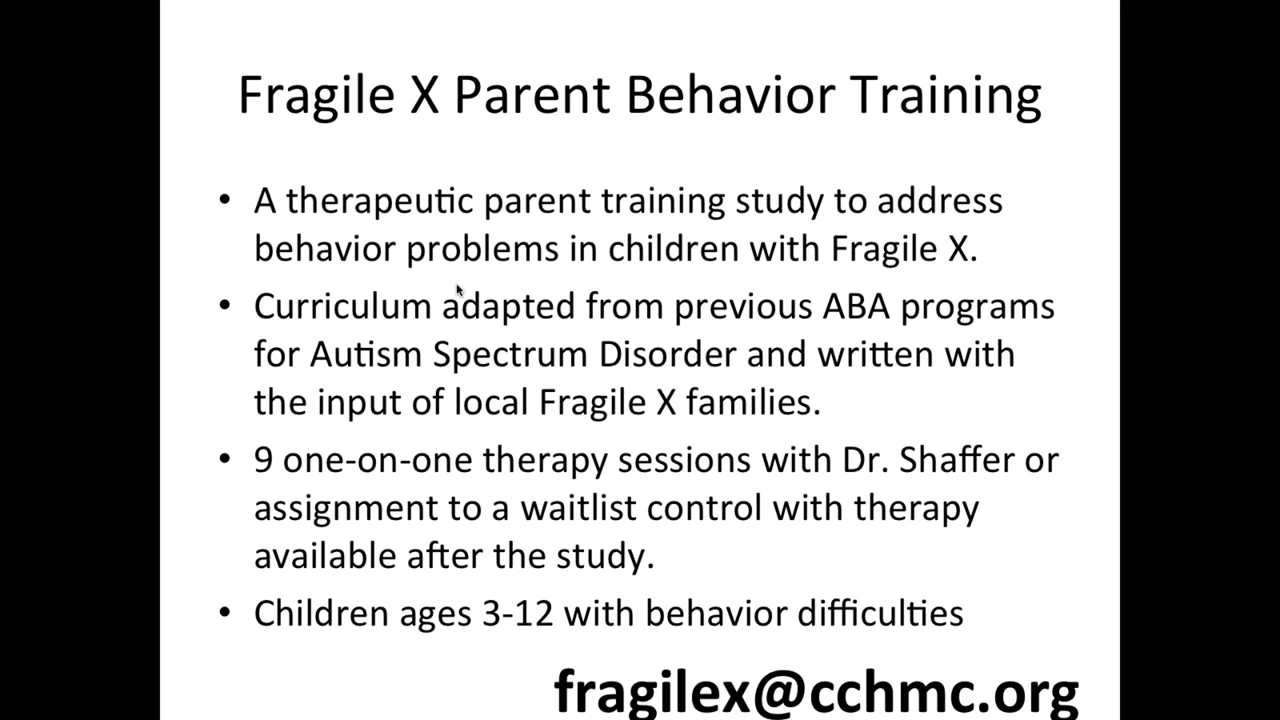 Fragile X Parent Behavior Training
• A therapeutic parent training study to address
behavior problems in children with Fragile X.
• Curriculum adapted from previous ABA programs
for Autism Spectrum Disorder and written with
the input of local Fragile X families.
• 9 one-on-one therapy sessions with Dr. Shaffer or
assignment to a waitlist control with therapy
available after the study.
• Children ages 3-12 with behavior difficulties
fragilex@cchmc.org